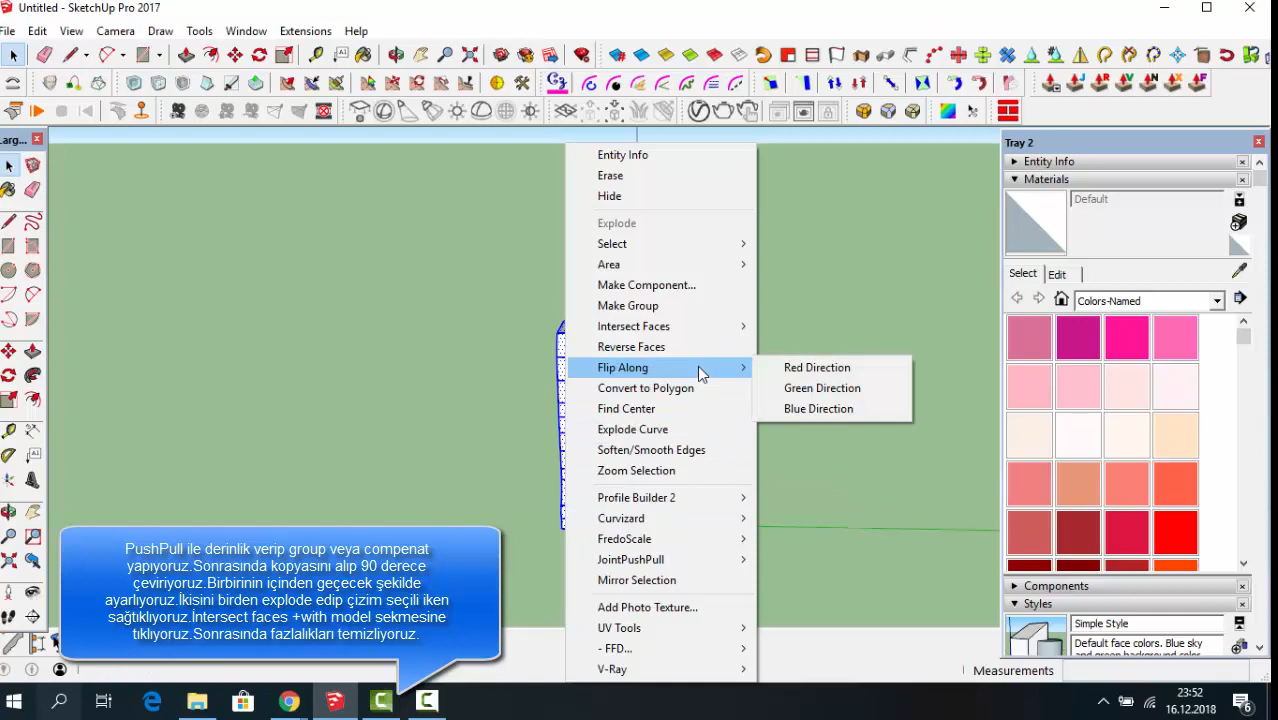 Untitled - SketchUp Pro 2017
File Edit View Camera Draw Tools Window Extensions Help
Larg...
Tray 2
Entity Info
Materials
Default
Select Edit
Colors-Named
Components
Styles
Simple Style
Default face colors. Blue sky
and green background color.
Entity Info
Erase
Hide
Explode
Select
Area
Make Component...
Make Group
Intersect Faces
Reverse Faces
Flip Along
Convert to Polygon
Find Center
Explode Curve
Soften/Smooth Edges
Zoom Selection
Profile Builder 2
Curvizard
FredoScale
JointPushPull
Mirror Selection
Add Photo Texture...
UV Tools
- FFD...
V-Ray
Red Direction
Green Direction
Blue Direction
PushPull ile derinlik verip group veya compenat
yapıyoruz.Sonrasında kopyasını alıp 90 derece
çeviriyoruz.Birbirinin içinden geçecek şekilde
ayarlıyoruz.İkisini birden explode edip çizim seçili iken
sağtıklıyoruz.İntersect faces +with model sekmesine
tıklıyoruz.Sonrasında fazlalıkları temizliyoruz.
Measurements
23:52
16.12.2018
6